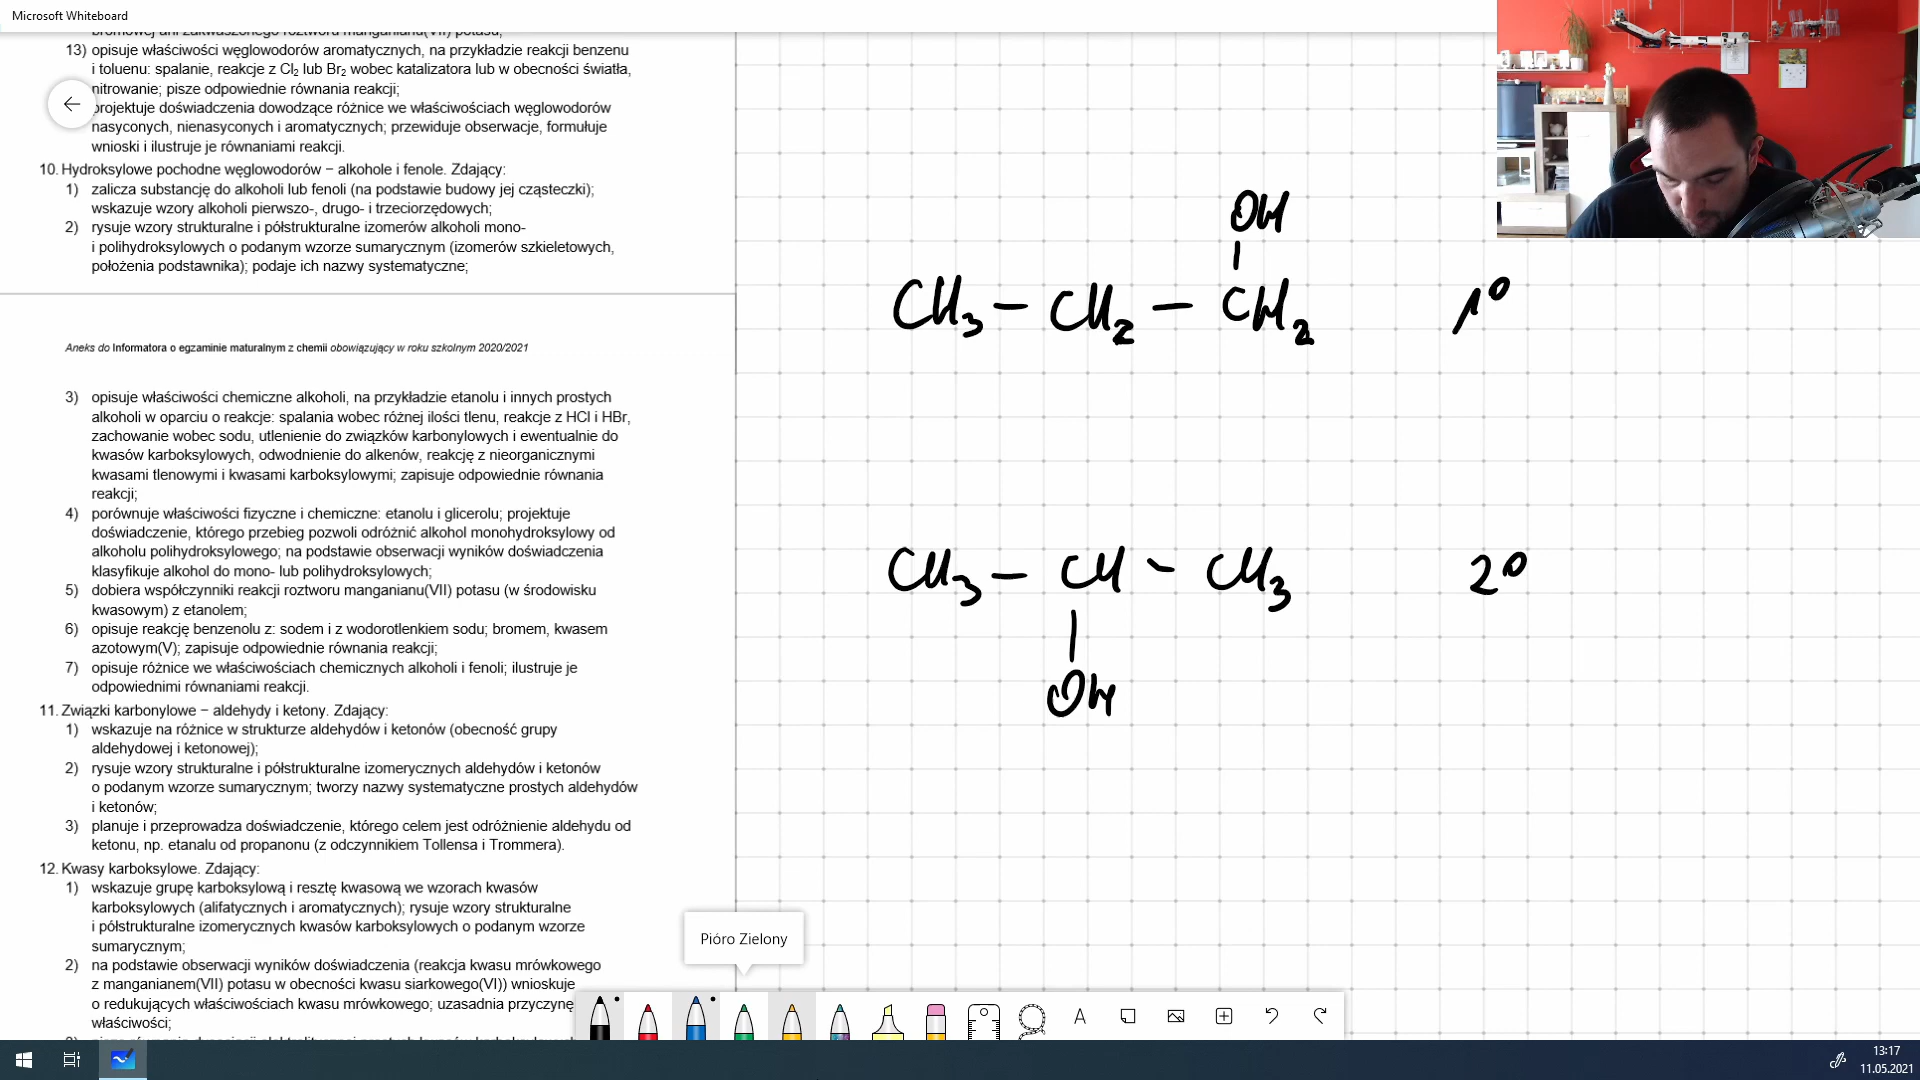 Microsoft Whiteboard
bromowej ani zakwaszonego roztworu manganianu(VII) potasu;
13) opisuje właściwości węglowodorów aromatycznych, na przykładzie reakcji benzenu
i toluenu: spalanie, reakcje z Cl₂ lub Br₂ wobec katalizatora lub w obecności światła,
nitrowanie; pisze odpowiednie równania reakcji;
projektuje doświadczenia dowodzące różnice we właściwościach węglowodorów
nasyconych, nienasyconych i aromatycznych; przewiduje obserwacje, formułuje
wnioski i ilustruje je równaniami reakcji.
10. Hydroksylowe pochodne węglowodorów − alkohole i fenole. Zdający:
1) zalicza substancję do alkoholi lub fenoli (na podstawie budowy jej cząsteczki);
wskazuje wzory alkoholi pierwszo-, drugo- i trzeciorzędowych;
2) rysuje wzory strukturalne i półstrukturalne izomerów alkoholi mono-
i polihydroksylowych o podanym wzorze sumarycznym (izomerów szkieletowych,
położenia podstawnika); podaje ich nazwy systematyczne;
Aneks do Informatora o egzaminie maturalnym z chemii obowiązujący w roku szkolnym 2020/2021
3) opisuje właściwości chemiczne alkoholi, na przykładzie etanolu i innych prostych
alkoholi w oparciu o reakcje: spalania wobec różnej ilości tlenu, reakcje z HCl i HBr,
zachowanie wobec sodu, utlenienie do związków karbonylowych i ewentualnie do
kwasów karboksylowych, odwodnienie do alkenów, reakcję z nieorganicznymi
kwasami tlenowymi i kwasami karboksylowymi; zapisuje odpowiednie równania
reakcji;
4) porównuje właściwości fizyczne i chemiczne: etanolu i glicerolu; projektuje
doświadczenie, którego przebieg pozwoli odróżnić alkohol monohydroksylowy od
alkoholu polihydroksylowego; na podstawie obserwacji wyników doświadczenia
klasyfikuje alkohol do mono- lub polihydroksylowych;
5) dobiera współczynniki reakcji roztworu manganianu(VII) potasu (w środowisku
kwasowym) z etanolem;
6) opisuje reakcję benzenolu z: sodem i z wodorotlenkiem sodu; bromem, kwasem
azotowym(V); zapisuje odpowiednie równania reakcji;
7) opisuje różnice we właściwościach chemicznych alkoholi i fenoli; ilustruje je
odpowiednimi równaniami reakcji.
11. Związki karbonylowe − aldehydy i ketony. Zdający:
1) wskazuje na różnice w strukturze aldehydów i ketonów (obecność grupy
aldehydowej i ketonowej);
2) rysuje wzory strukturalne i półstrukturalne izomerycznych aldehydów i ketonów
o podanym wzorze sumarycznym; tworzy nazwy systematyczne prostych aldehydów
i ketonów;
3) planuje i przeprowadza doświadczenie, którego celem jest odróżnienie aldehydu od
ketonu, np. etanalu od propanonu (z odczynnikiem Tollensa i Trommera).
12. Kwasy karboksylowe. Zdający:
1) wskazuje grupę karboksylową i resztę kwasową we wzorach kwasów
karboksylowych (alifatycznych i aromatycznych); rysuje wzory strukturalne
i półstrukturalne izomerycznych kwasów karboksylowych o podanym wzorze
sumarycznym;
2) na podstawie obserwacji wyników doświadczenia (reakcja kwasu mrówkowego
z manganianem(VII) potasu w obecności kwasu siarkowego(VI)) wnioskuje
o redukujących właściwościach kwasu mrówkowego; uzasadnia przyczynę
właściwości;
OH
CH₃ – CH₂ – CH₂ 1°
CH₃ – CH – CH₃ 2°
OH
Pióro Zielony
13:17
11.05.2021